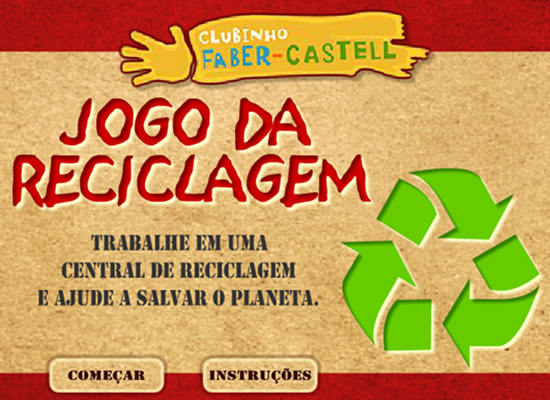 CLUBINHO
FABER-CASTELL
JOGO DA
RECICLAGEM
TRABALHE EM UMA
CENTRAL DE RECICLAGEM
E AJUDE A SALVAR O PLANETA.
COMEÇAR
INSTRUÇÕES